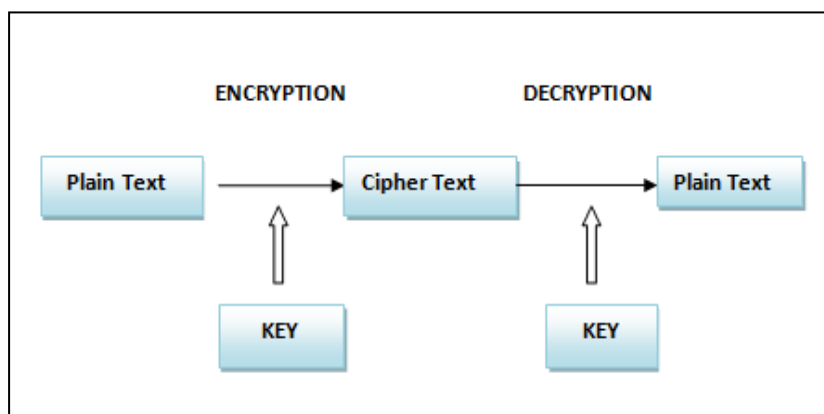 ENCRYPTION DECRYPTION
Plain Text Cipher Text Plain Text
KEY KEY